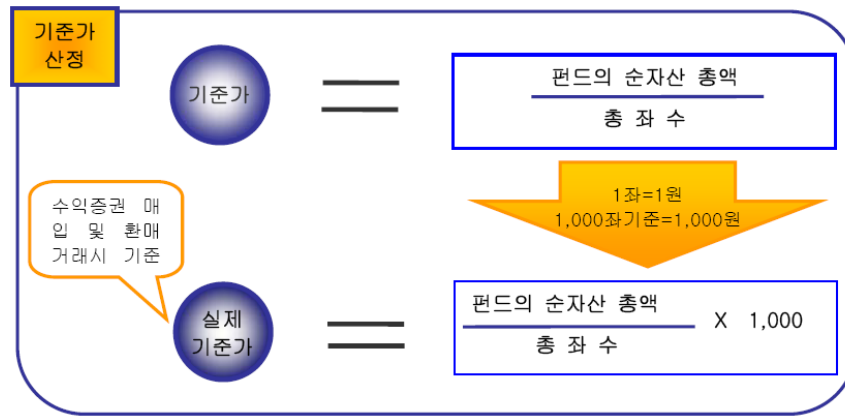 기준가
산정
기준가
펀드의 순자산 총액
총 좌 수
1좌=1원
1,000좌기준=1,000원
수익증권 매
입 및 환매
거래시 기준
실제
기준가
펀드의 순자산 총액
X 1,000
총 좌 수